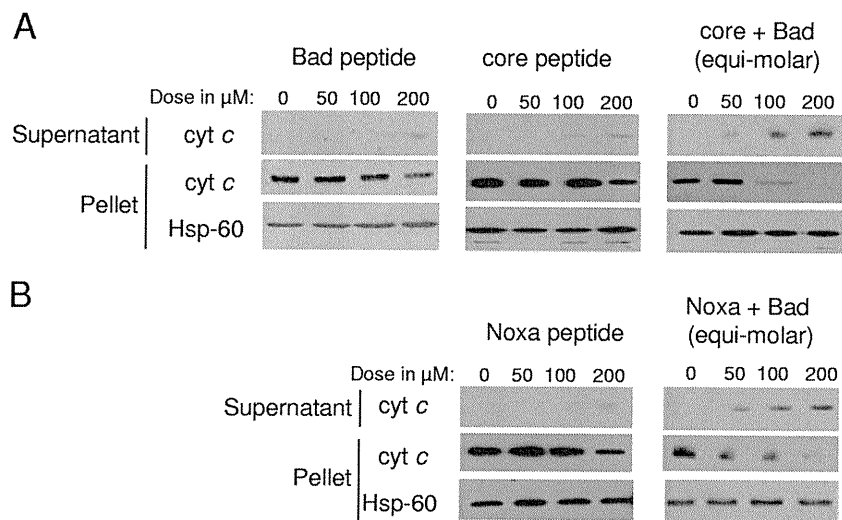 A
Bad peptide
core peptide
core + Bad
(equi-molar)
Dose in µM: 0 50 100 200 0 50 100 200 0 50 100 200
Supernatant cyt c
Pellet
cyt c
Hsp-60
B
Noxa peptide
Noxa + Bad
(equi-molar)
Dose in µM: 0 50 100 200 0 50 100 200
Supernatant cyt c
Pellet
cyt c
Hsp-60